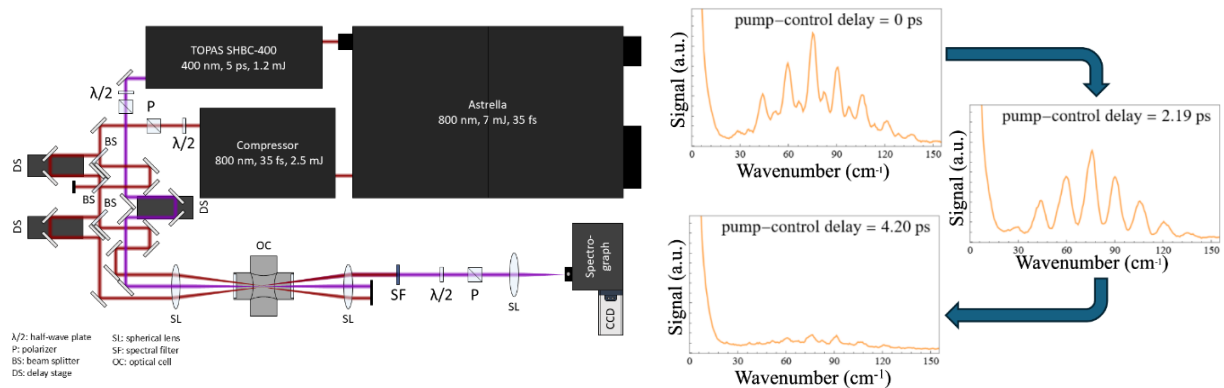 TOPAS SHBC-400
400 nm, 5 ps, 1.2 mJ
Astrella
800 nm, 7 mJ, 35 fs
λ/2
P
λ/2
Compressor
800 nm, 35 fs, 2.5 mJ
BS
DS
BS
BS
DS
DS
OC
SL
SL
SF
λ/2
P
SL
Spectro-
graph
CCD
λ/2: half-wave plate
P: polarizer
BS: beam splitter
DS: delay stage
SL: spherical lens
SF: spectral filter
OC: optical cell
pump−control delay = 0 ps
Signal (a.u.)
0 30 60 90 120 150
Wavenumber (cm-1)
pump−control delay = 2.19 ps
Signal (a.u.)
0 30 60 90 120 150
Wavenumber (cm-1)
pump−control delay = 4.20 ps
Signal (a.u.)
0 30 60 90 120 150
Wavenumber (cm-1)